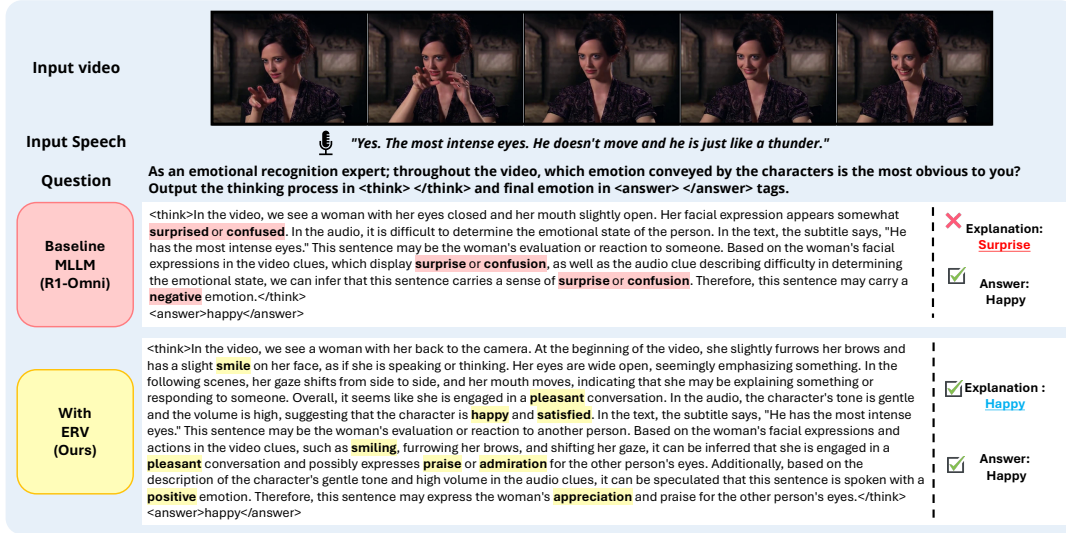 Input video
Input Speech
"Yes. The most intense eyes. He doesn't move and he is just like a thunder."
Question
As an emotional recognition expert; throughout the video, which emotion conveyed by the characters is the most obvious to you?
Output the thinking process in <think> </think> and final emotion in <answer> </answer> tags.
Baseline
MLLM
(R1-Omni)
<think>In the video, we see a woman with her eyes closed and her mouth slightly open. Her facial expression appears somewhat
surprised or confused. In the audio, it is difficult to determine the emotional state of the person. In the text, the subtitle says, "He
has the most intense eyes." This sentence may be the woman's evaluation or reaction to someone. Based on the woman's facial
expressions in the video clues, which display surprise or confusion, as well as the audio clue describing difficulty in determining
the emotional state, we can infer that this sentence carries a sense of surprise or confusion. Therefore, this sentence may carry a
negative emotion.</think>
<answer>happy</answer>
Explanation:
Surprise
Answer:
Happy
With
ERV
(Ours)
<think>In the video, we see a woman with her back to the camera. At the beginning of the video, she slightly furrows her brows and
has a slight smile on her face, as if she is speaking or thinking. Her eyes are wide open, seemingly emphasizing something. In the
following scenes, her gaze shifts from side to side, and her mouth moves, indicating that she may be explaining something or
responding to someone. Overall, it seems like she is engaged in a pleasant conversation. In the audio, the character's tone is gentle
and the volume is high, suggesting that the character is happy and satisfied. In the text, the subtitle says, "He has the most intense
eyes." This sentence may be the woman's evaluation or reaction to another person. Based on the woman's facial expressions and
actions in the video clues, such as smiling, furrowing her brows, and shifting her gaze, it can be inferred that she is engaged in a
pleasant conversation and possibly expresses praise or admiration for the other person's eyes. Additionally, based on the
description of the character's gentle tone and high volume in the audio clues, it can be speculated that this sentence is spoken with a
positive emotion. Therefore, this sentence may express the woman's appreciation and praise for the other person's eyes.</think>
<answer>happy</answer>
Explanation :
Happy
Answer:
Happy